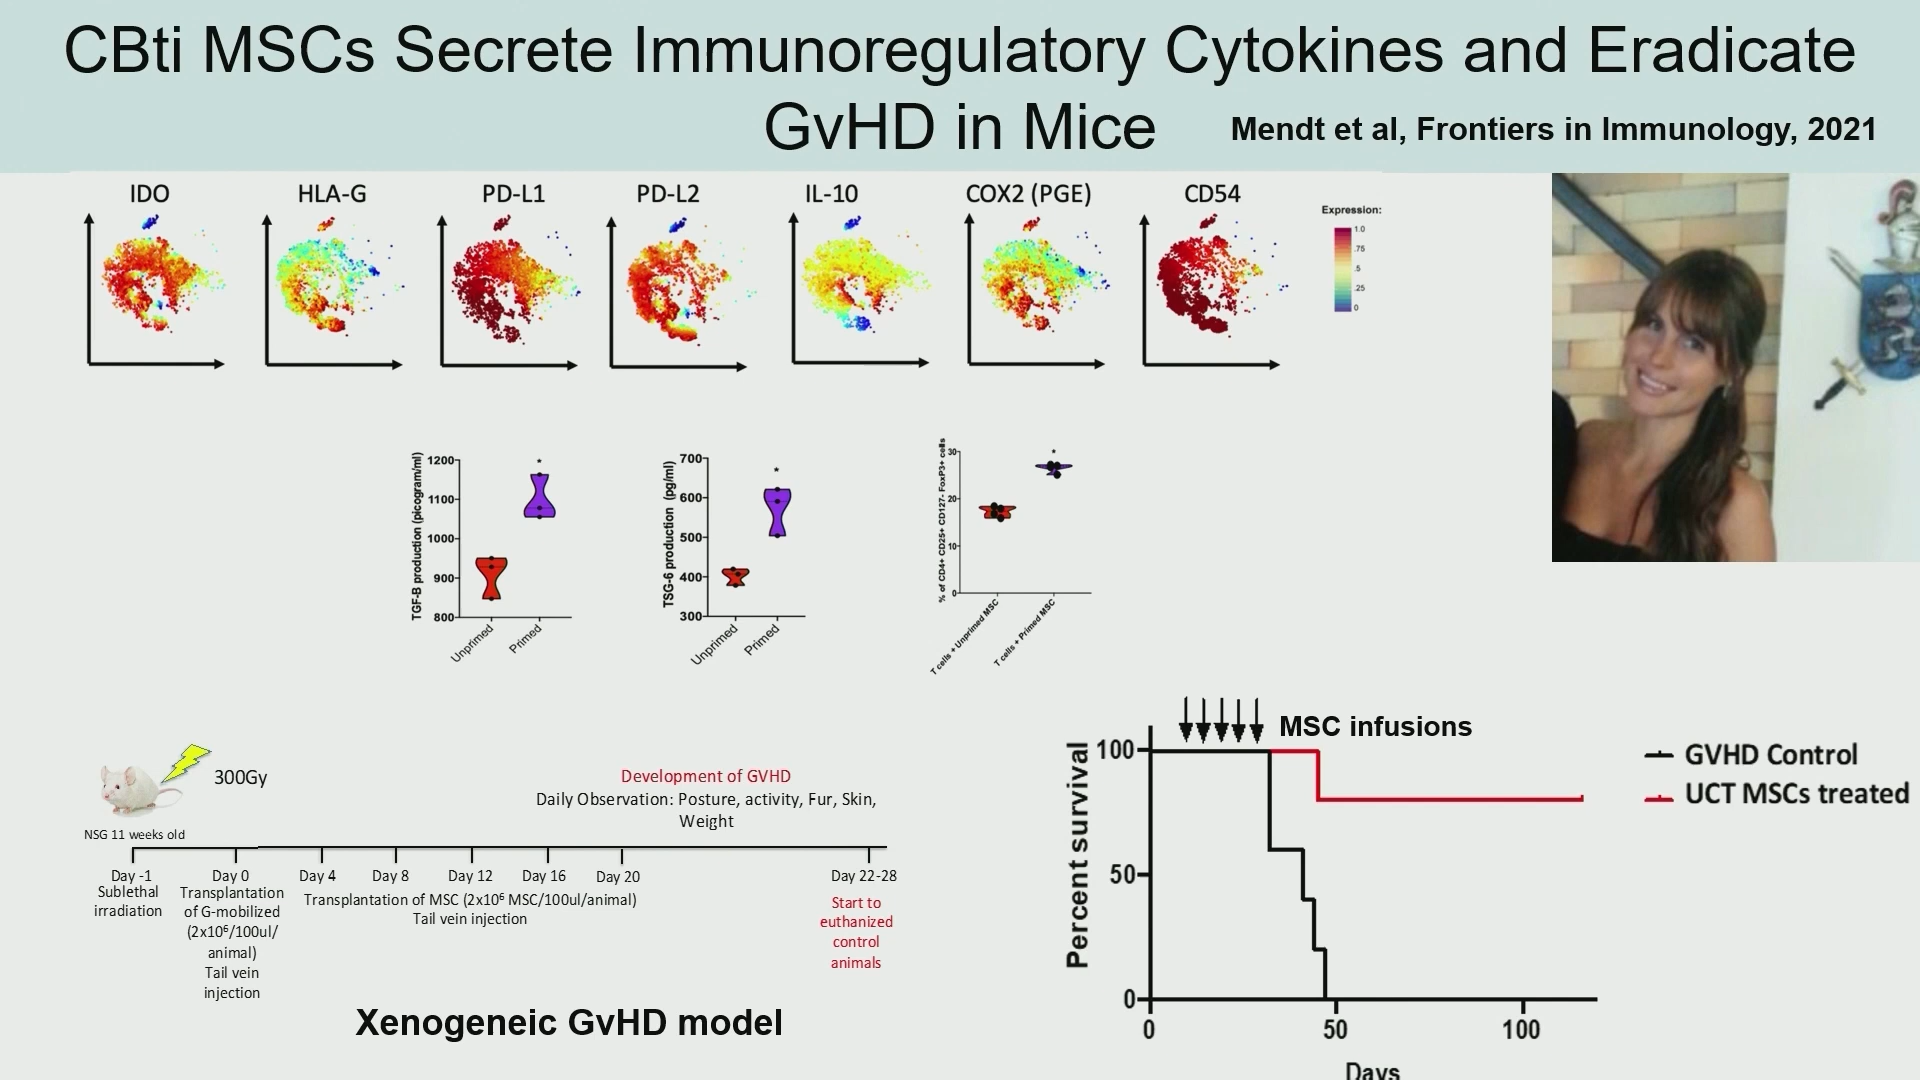 CBti MSCs Secrete Immunoregulatory Cytokines and Eradicate
GvHD in Mice
Mendt et al, Frontiers in Immunology, 2021
IDO
HLA-G
PD-L1
PD-L2
IL-10
COX2 (PGE)
CD54
Expression:
1.0
.75
.5
.25
0
TGF-B production (picogram/ml)
1200
1100
1000
900
800
*
Unprimed
Primed
TSG-6 production (pg/ml)
700
600
500
400
300
*
Unprimed
Primed
% of CD4+ CD25+ CD127- FoxP3+ cells
30
20
10
0
*
T cells + Unprimed MSC
T cells + Primed MSC
300Gy
NSG 11 weeks old
Development of GVHD
Daily Observation: Posture, activity, Fur, Skin,
Weight
Day -1
Sublethal
irradiation
Day 0
Transplantation
of G-mobilized
(2x10⁶/100ul/
animal)
Tail vein
injection
Day 4
Day 8
Day 12
Day 16
Day 20
Transplantation of MSC (2x10⁶ MSC/100ul/animal)
Tail vein injection
Day 22-28
Start to
euthanized
control
animals
Xenogeneic GvHD model
MSC infusions
Percent survival
100
50
0
0
50
100
Days
GVHD Control
UCT MSCs treated